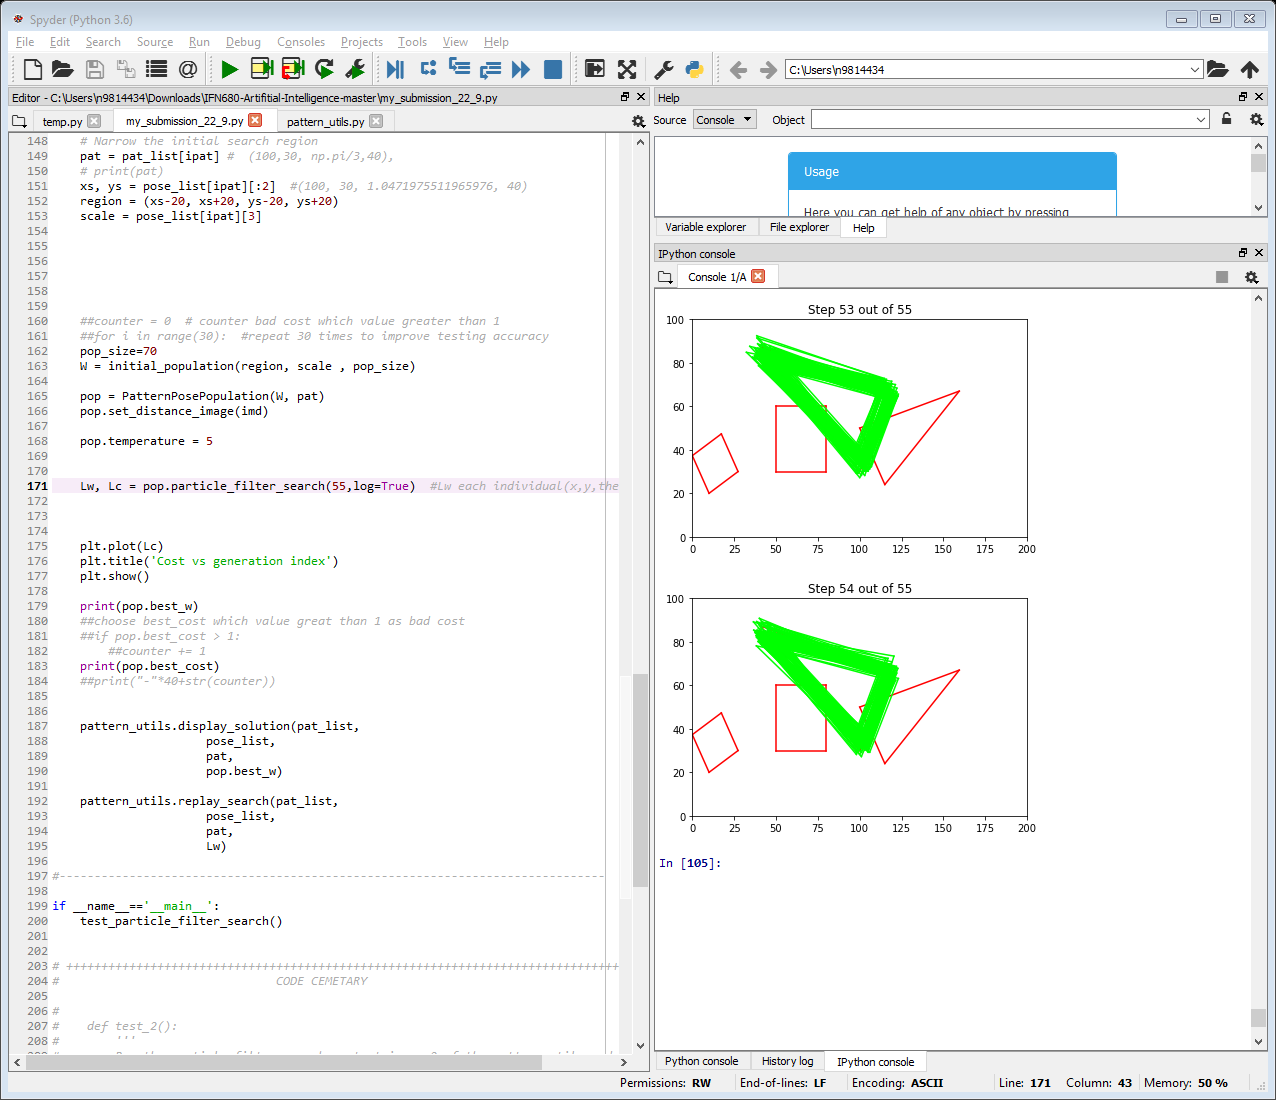 Spyder (Python 3.6)
File Edit Search Source Run Debug Consoles Projects Tools View Help
C:\Users\n9814434
Editor - C:\Users\n9814434\Downloads\IFN680-Artifitial-Intelligence-master\my_submission_22_9.py
temp.py my_submission_22_9.py pattern_utils.py
148 # Narrow the initial search region
149 pat = pat_list[ipat] # (100,30, np.pi/3,40),
150 # print(pat)
151 xs, ys = pose_list[ipat][:2] #(100, 30, 1.0471975511965976, 40)
152 region = (xs-20, xs+20, ys-20, ys+20)
153 scale = pose_list[ipat][3]
154
155
156
157
158
159
160 ##counter = 0 # counter bad cost which value greater than 1
161 ##for i in range(30): #repeat 30 times to improve testing accuracy
162 pop_size=70
163 W = initial_population(region, scale , pop_size)
164
165 pop = PatternPosePopulation(W, pat)
166 pop.set_distance_image(imd)
167
168 pop.temperature = 5
169
170
171 Lw, Lc = pop.particle_filter_search(55,log=True) #Lw each individual(x,y,the
172
173
174
175 plt.plot(Lc)
176 plt.title('Cost vs generation index')
177 plt.show()
178
179 print(pop.best_w)
180 ##choose best_cost which value great than 1 as bad cost
181 ##if pop.best_cost > 1:
182 ##counter += 1
183 print(pop.best_cost)
184 ##print("-"*40+str(counter))
185
186
187 pattern_utils.display_solution(pat_list,
188 pose_list,
189 pat,
190 pop.best_w)
191
192 pattern_utils.replay_search(pat_list,
193 pose_list,
194 pat,
195 Lw)
196
197 #-----------------------------------------------------------------------------
198
199 if __name__=='__main__':
200 test_particle_filter_search()
201
202
203 # ++++++++++++++++++++++++++++++++++++++++++++++++++++++++++++++++++++++++++++++
204 # CODE CEMETARY
205
206 #
207 # def test_2():
208 # '''
Help
Source Console Object
Usage
Here you can get help of any object by pressing
Variable explorer File explorer Help
IPython console
Console 1/A
Step 53 out of 55
100
80
60
40
20
0
0 25 50 75 100 125 150 175 200
Step 54 out of 55
100
80
60
40
20
0
0 25 50 75 100 125 150 175 200
In [105]:
Python console History log IPython console
Permissions: RW End-of-lines: LF Encoding: ASCII Line: 171 Column: 43 Memory: 50 %